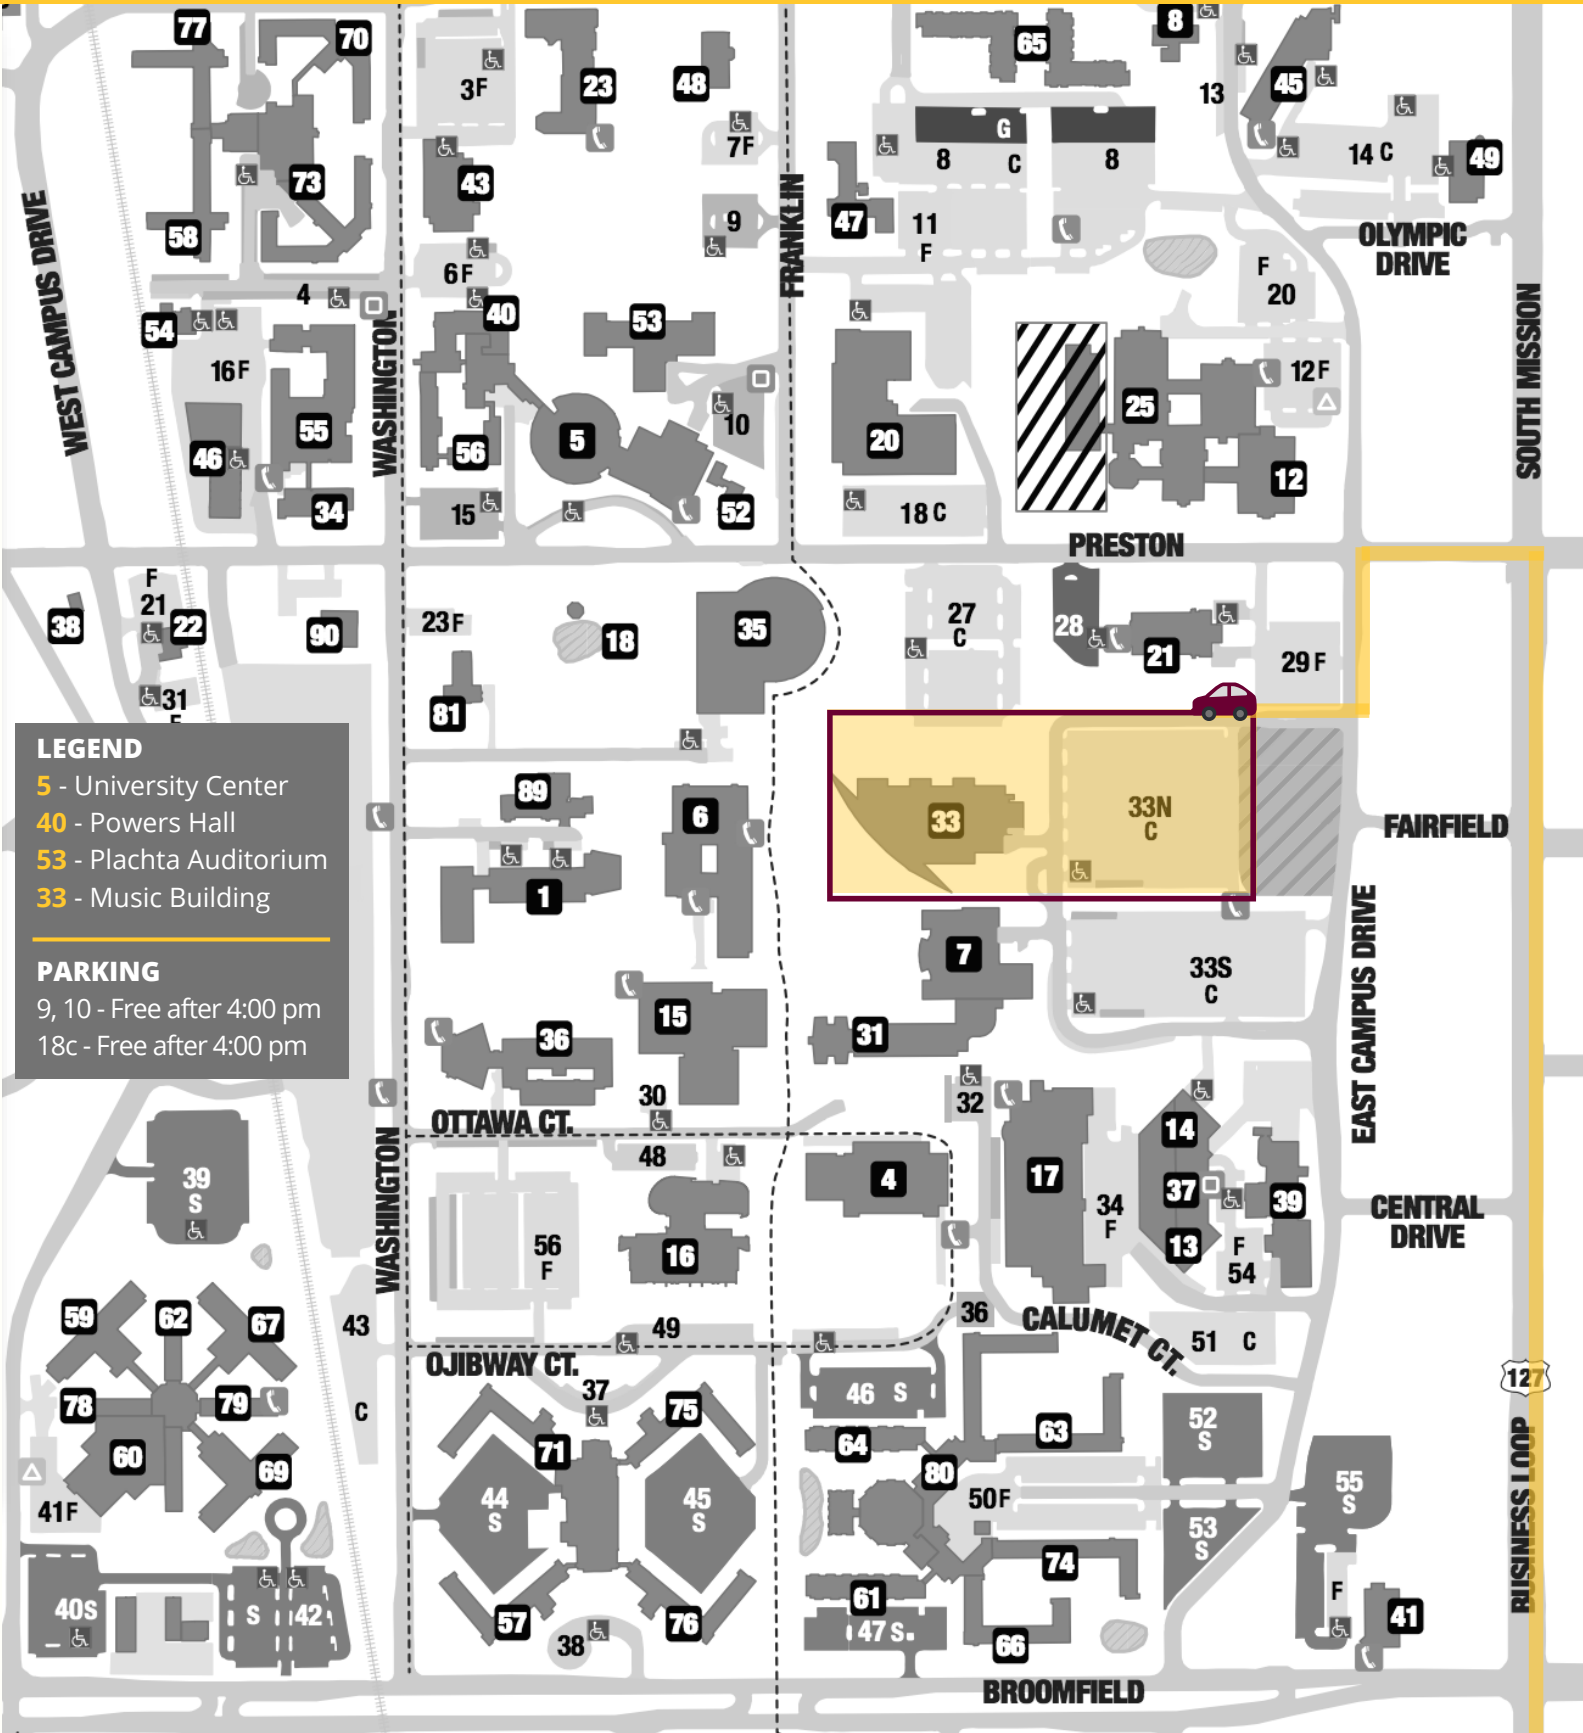 77
70
3F
23
48
7F
65
8
13
45
14 C
49
G
8
C
8
73
43
58
9
47
11
F
FRANKLIN
OLYMPIC
DRIVE
WEST CAMPUS DRIVE
6F
4
40
F
20
54
53
16F
WASHINGTON
SOUTH MISSION
12F
25
55
46
56
5
10
20
12
34
15
52
18 C
PRESTON
F
21
22
38
90
23F
18
35
27
C
28
21
29F
31
F
81
LEGEND
5 - University Center
40 - Powers Hall
53 - Plachta Auditorium
33 - Music Building
PARKING
9, 10 - Free after 4:00 pm
18c - Free after 4:00 pm
89
6
33
33N
C
FAIRFIELD
1
EAST CAMPUS DRIVE
7
33S
C
15
36
31
30
32
OTTAWA CT.
14
48
39
S
4
17
37
39
34
F
WASHINGTON
CENTRAL
DRIVE
56
F
16
13
F
54
59
62
67
43
49
36
CALUMET CT.
51 C
OJIBWAY CT.
127
78
79
C
37
75
46 S
52
S
60
69
71
64
63
80
44
S
45
S
50F
55
S
53
S
BUSINESS LOOP
41F
74
40S
S
42
57
38
76
61
47 S
66
F
41
BROOMFIELD